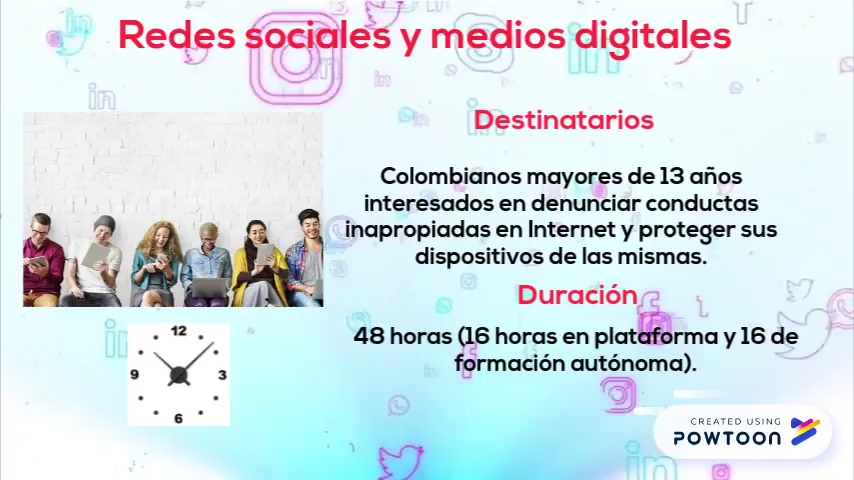 Redes sociales y medios digitales
Destinatarios
Colombianos mayores de 13 años
interesados en denunciar conductas
inapropiadas en Internet y proteger sus
dispositivos de las mismas.
Duración
48 horas (16 horas en plataforma y 16 de
formación autónoma).
12
9 3
6
CREATED USING
POWTOON